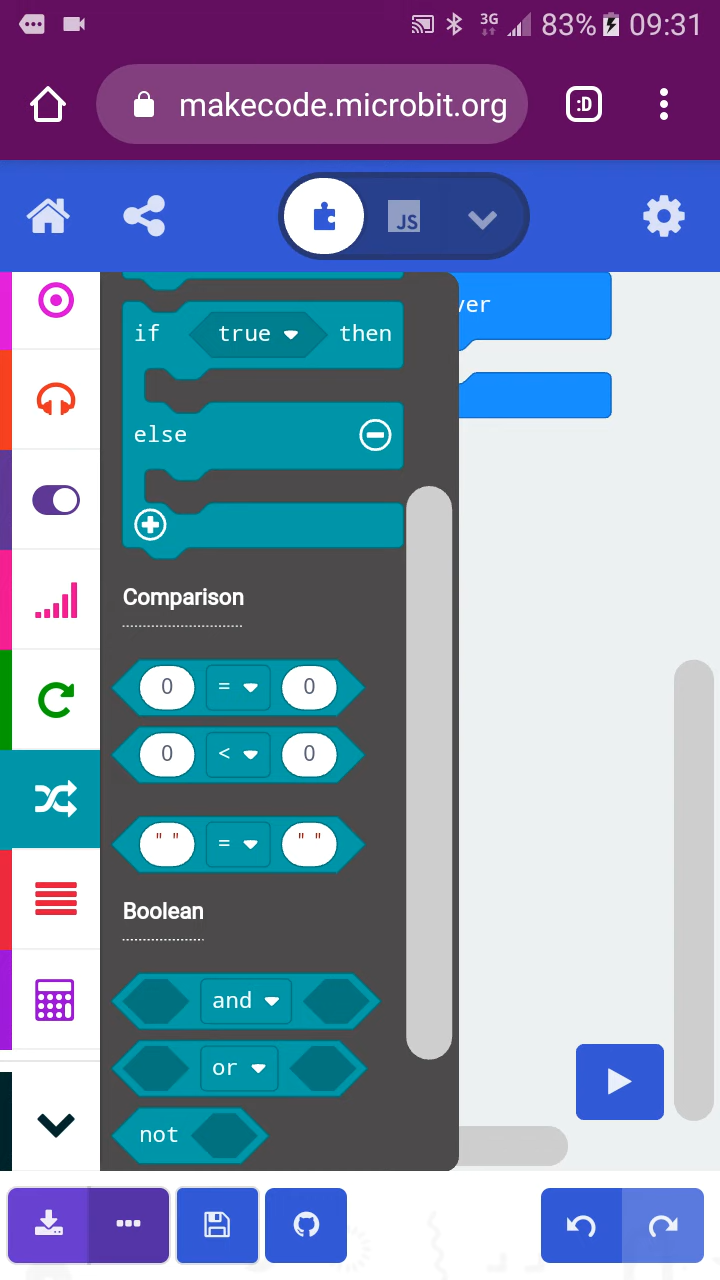 3G 83% 09:31
makecode.microbit.org :D
JS
ver
if true then
else
Comparison
0 = 0
0 < 0
" " = " "
Boolean
and
or
not